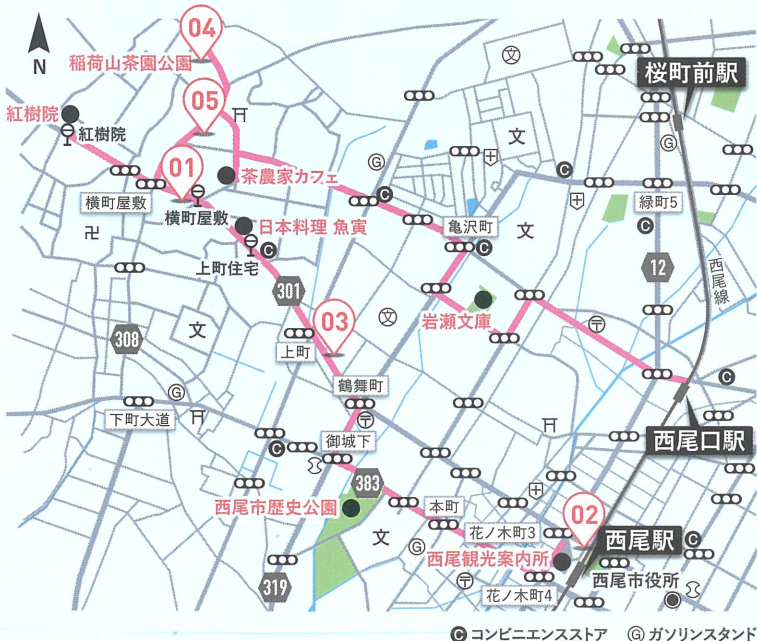 04
稲荷山茶園公園
N
桜町前駅
文
紅樹院
紅樹院
05
G
文
G
01
茶農家カフェ
C
C
横町屋敷
横町屋敷
緑町5
日本料理 魚寅
亀沢町
文
C
C
卍
上町住宅
C
12
西尾線
301
岩瀬文庫
03
文
308
文
上町
鶴舞町
C
G
下町大道
御城下
西尾口駅
C
383
西尾市歴史公園
本町
02
文
花ノ木町3
西尾駅
C
G
西尾観光案内所
319
西尾市役所
花ノ木町4
C コンビニエンスストア G ガソリンスタンド